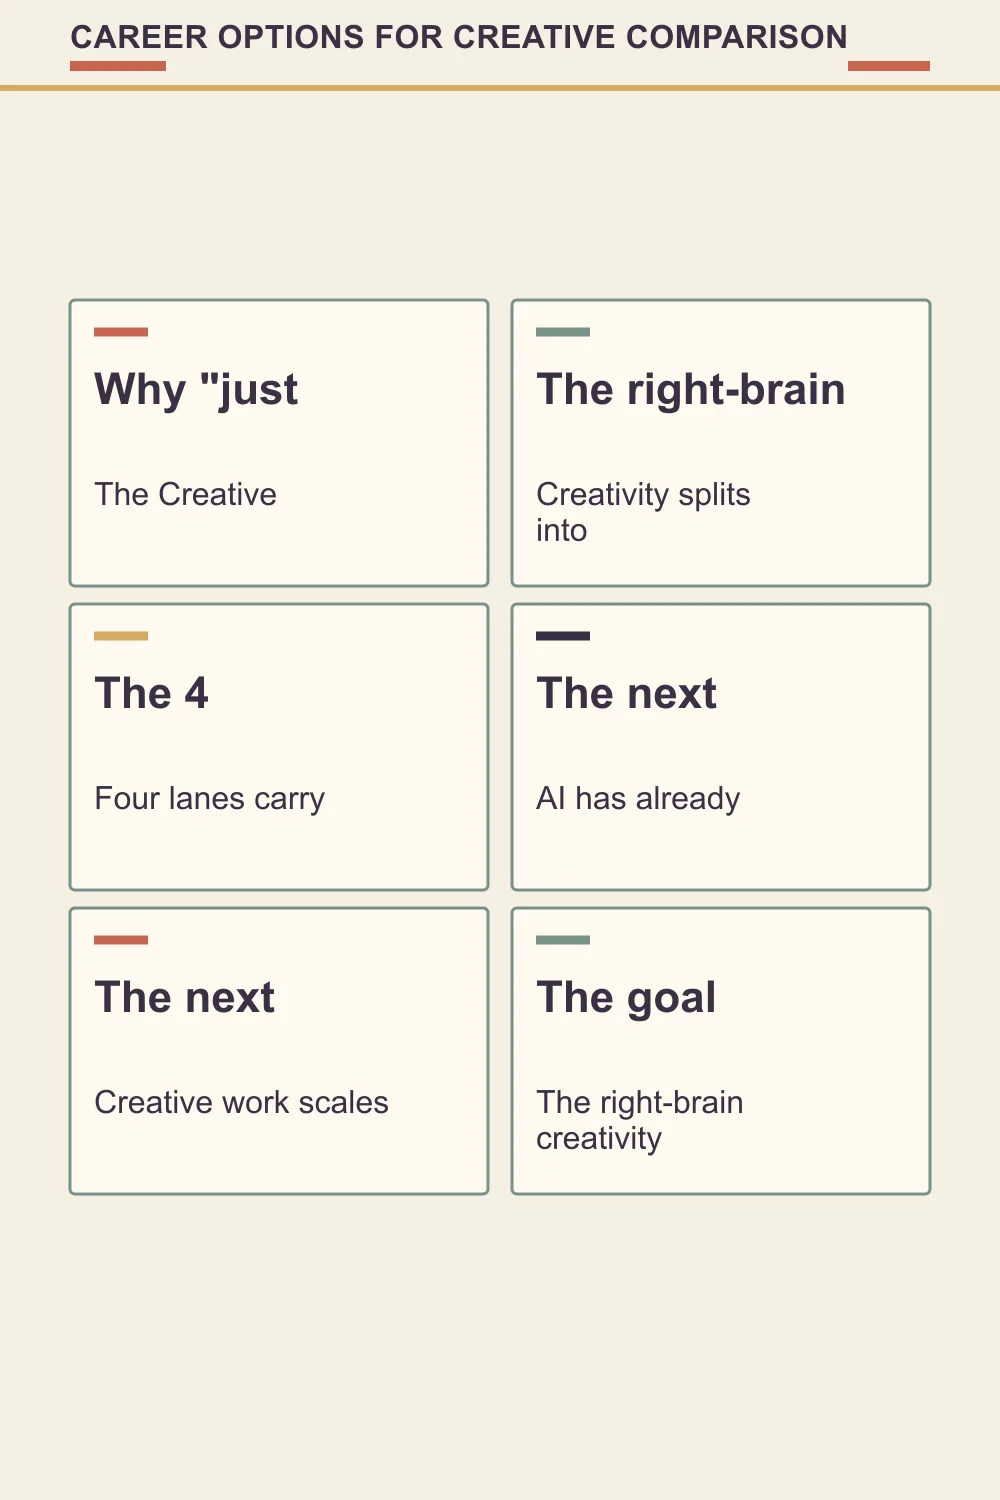 CAREER OPTIONS FOR CREATIVE COMPARISON
Why "just
The Creative
The right-brain
Creativity splits
into
The 4
Four lanes carry
The next
AI has already
The next
Creative work scales
The goal
The right-brain
creativity